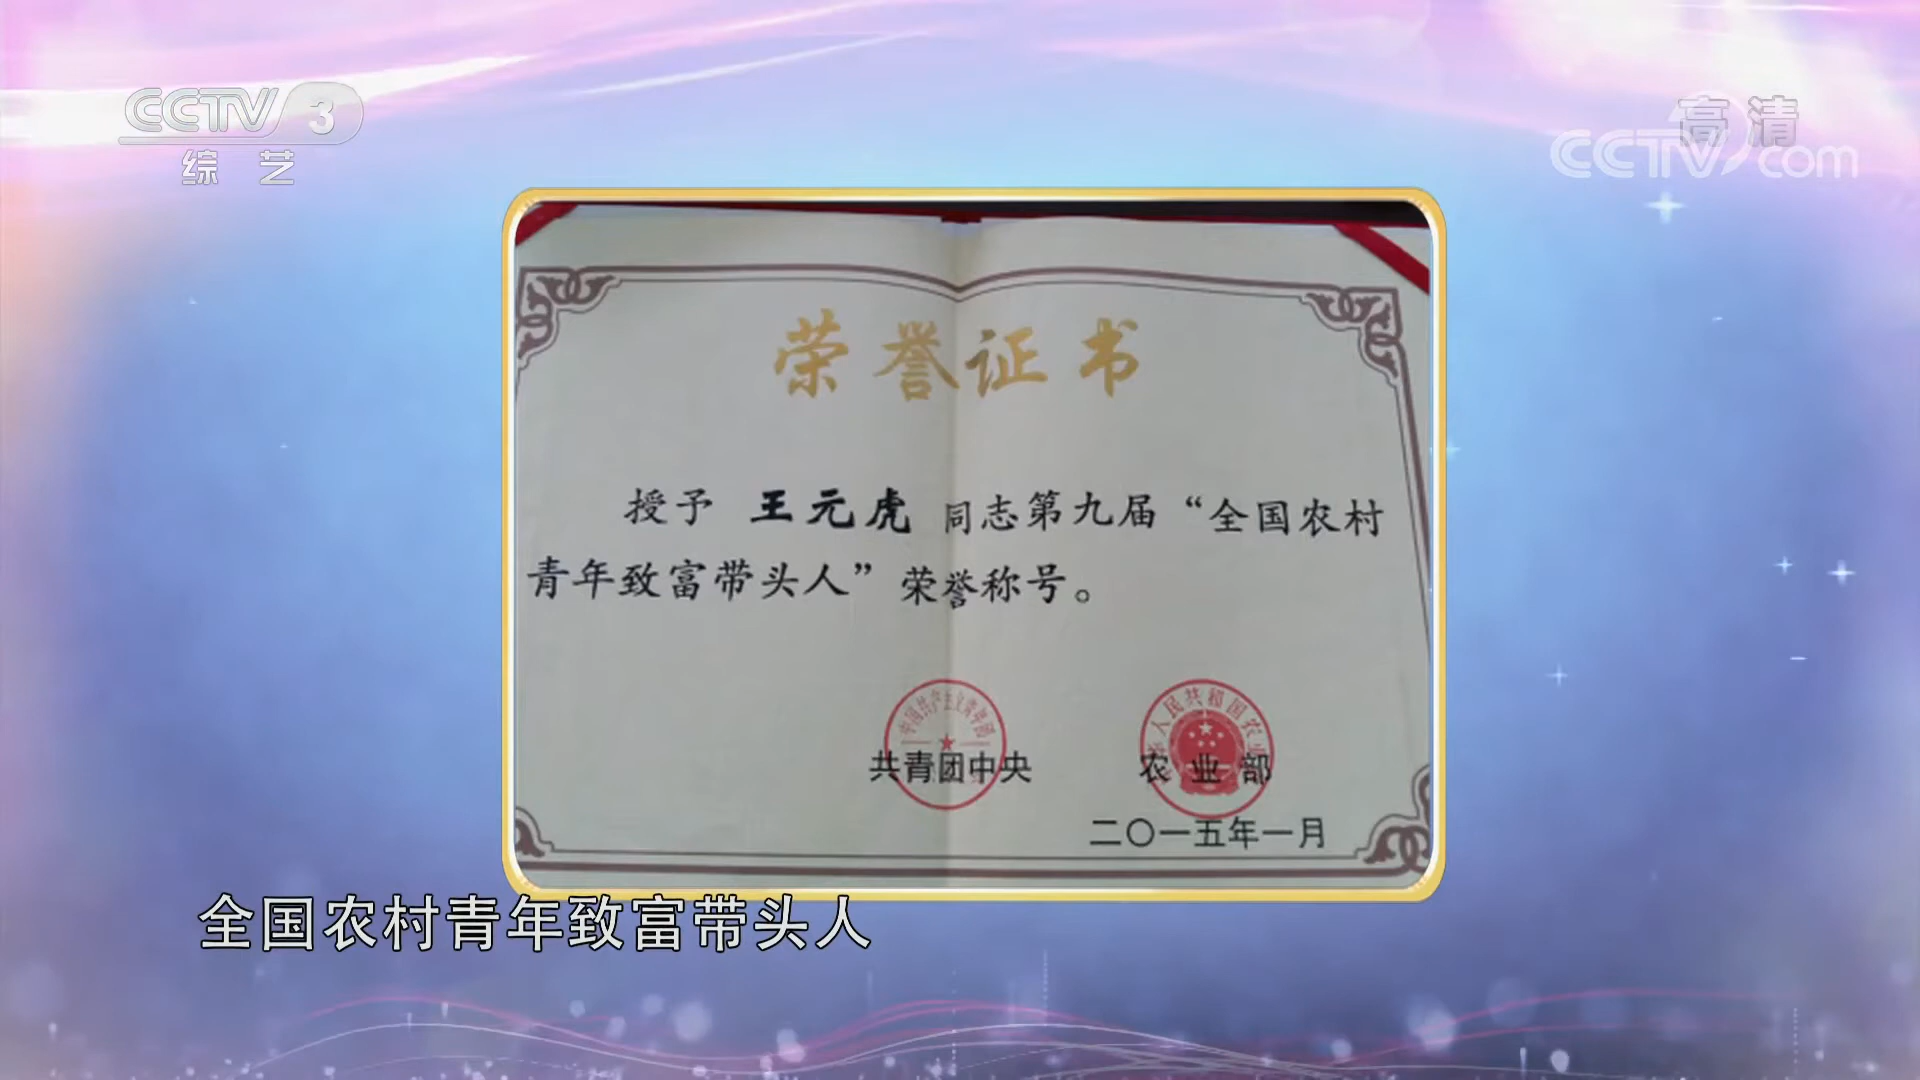 CCTV 3
综艺
高清
CCTV.com
荣誉证书
授予 王元虎 同志第九届“全国农村
青年致富带头人”荣誉称号。
共青团中央 农业部
二〇一五年一月
全国农村青年致富带头人